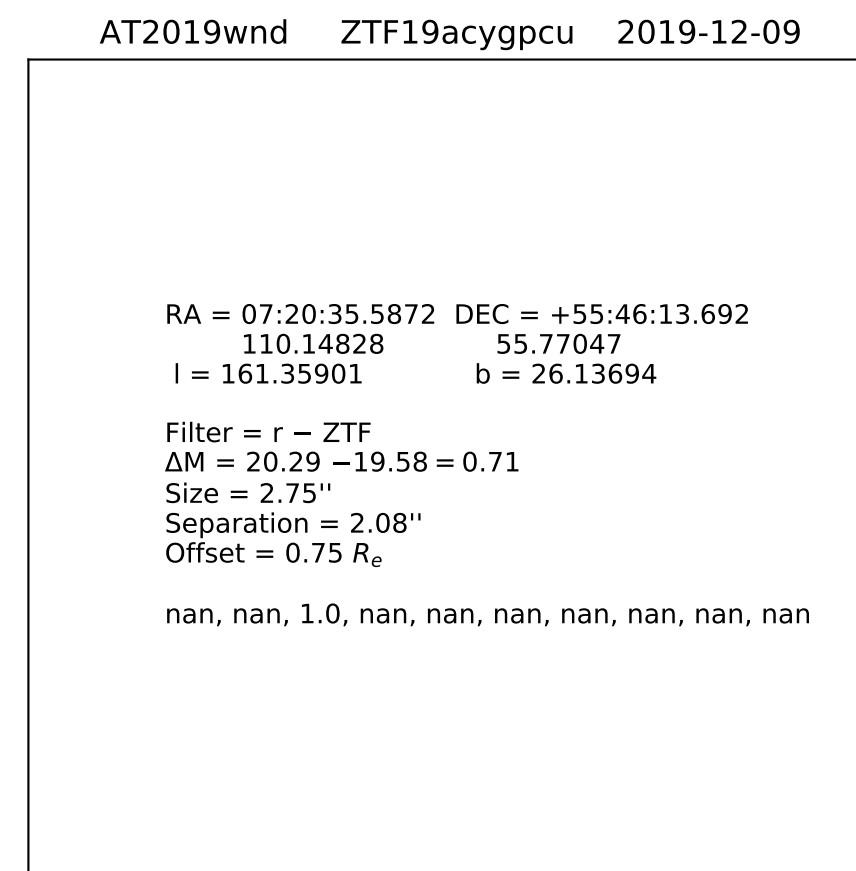 AT2019wnd ZTF19acygpcu 2019-12-09
RA = 07:20:35.5872 DEC = +55:46:13.692
110.14828 55.77047
l = 161.35901 b = 26.13694
Filter = r − ZTF
ΔM = 20.29 −19.58 = 0.71
Size = 2.75''
Separation = 2.08''
Offset = 0.75 Re
nan, nan, 1.0, nan, nan, nan, nan, nan, nan, nan